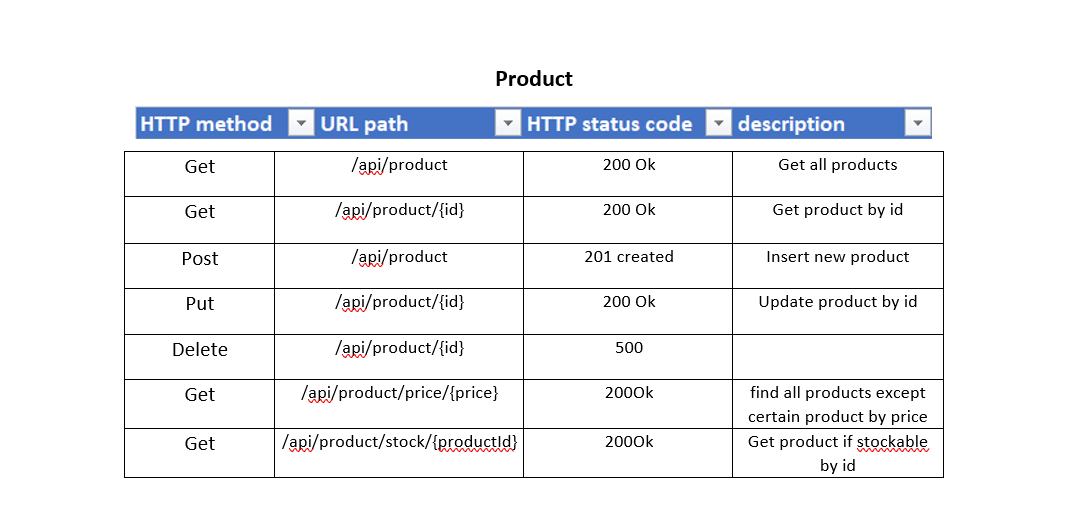 Product
HTTP method URL path HTTP status code description
Get /api/product 200 Ok Get all products
Get /api/product/{id} 200 Ok Get product by id
Post /api/product 201 created Insert new product
Put /api/product/{id} 200 Ok Update product by id
Delete /api/product/{id} 500
Get /api/product/price/{price} 200Ok find all products except
certain product by price
Get /api/product/stock/{productId} 200Ok Get product if stockable
by id